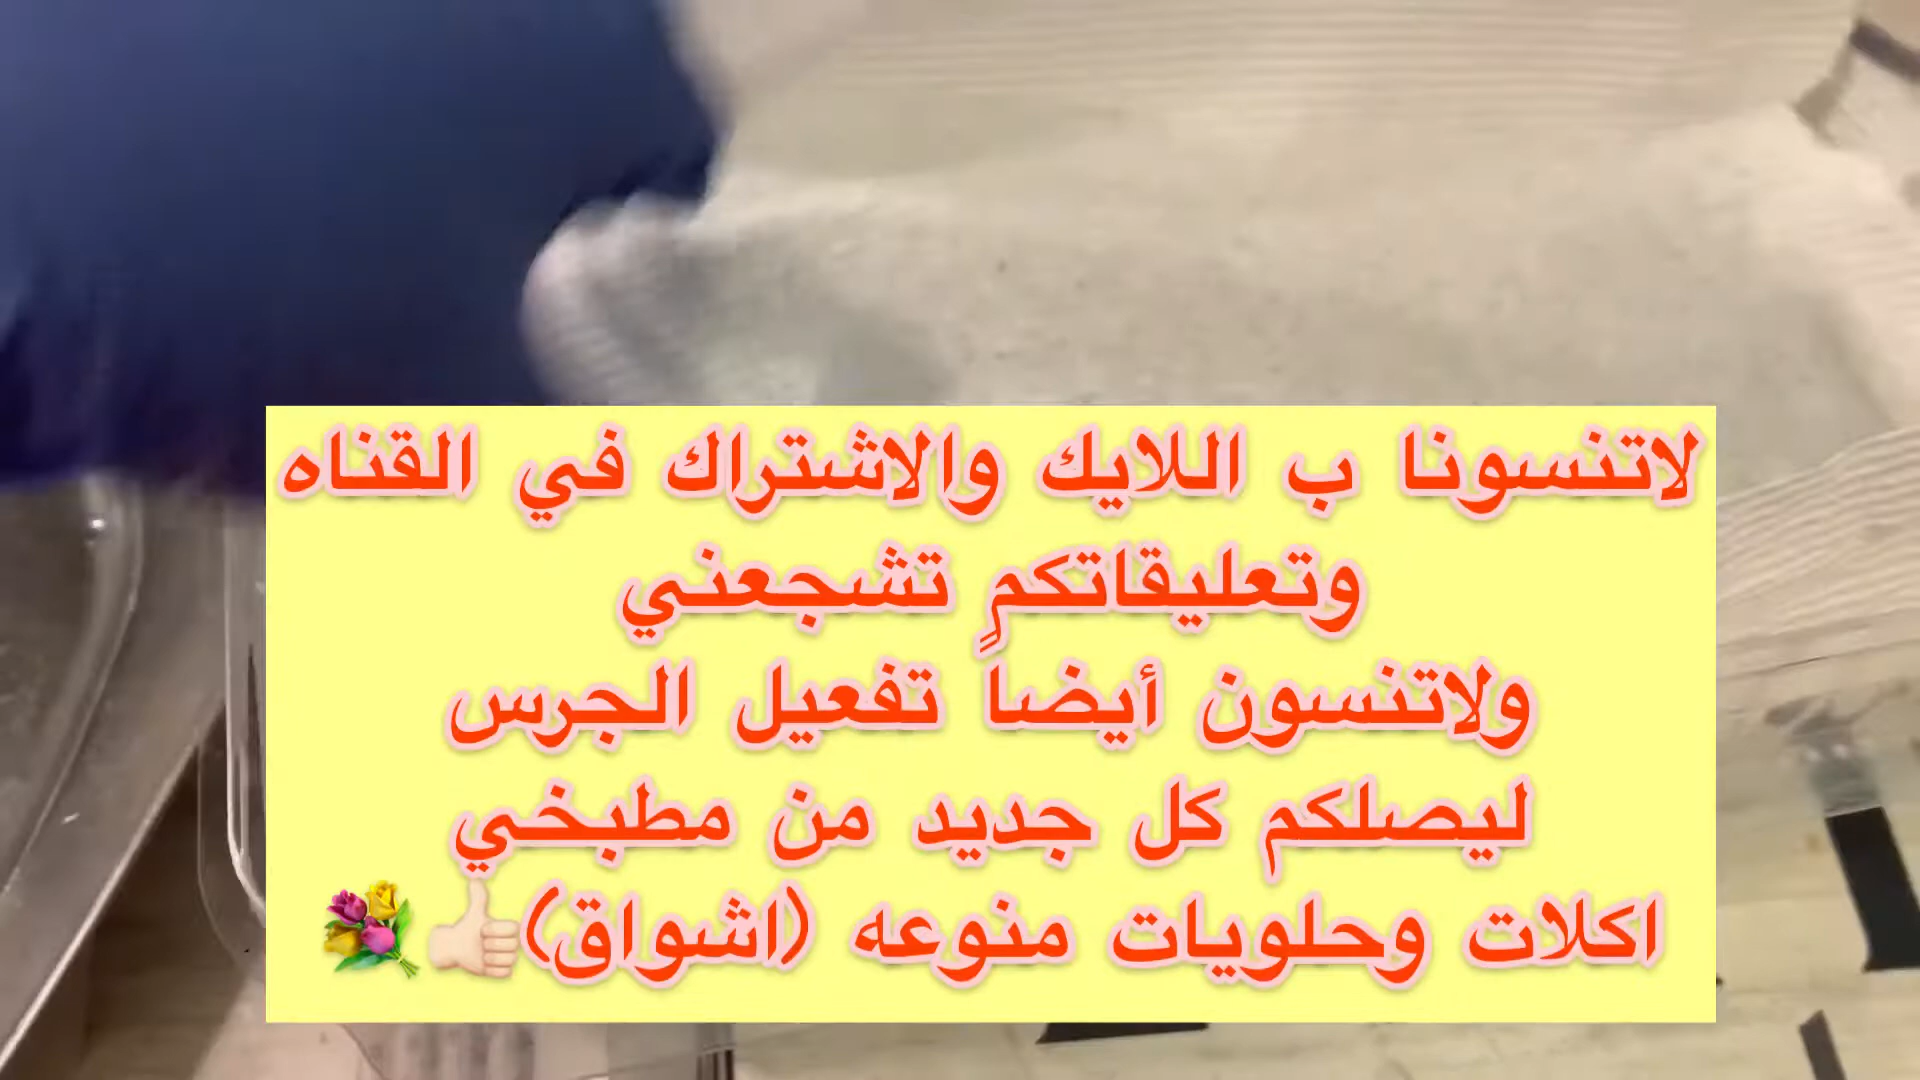 لاتنسونا ب اللايك والاشتراك في القناه
وتعليقاتكمٍ تشجعني
ولاتنسون أيضاً تفعيل الجرس
ليصلكم كل جديد من مطبخي
اكلات وحلويات منوعه (اشواق)👍🏻💐